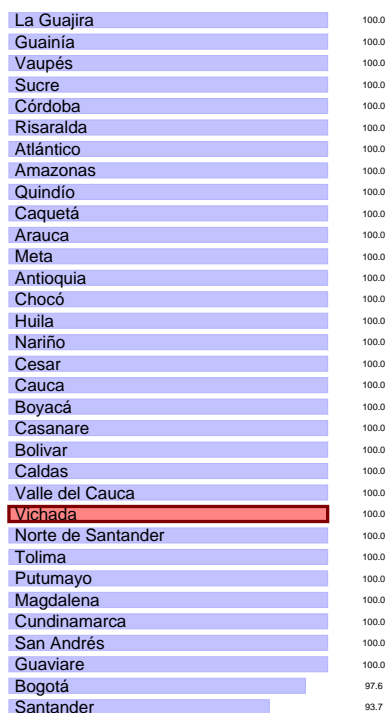 La Guajira 100.0
Guainía 100.0
Vaupés 100.0
Sucre 100.0
Córdoba 100.0
Risaralda 100.0
Atlántico 100.0
Amazonas 100.0
Quindío 100.0
Caquetá 100.0
Arauca 100.0
Meta 100.0
Antioquia 100.0
Chocó 100.0
Huila 100.0
Nariño 100.0
Cesar 100.0
Cauca 100.0
Boyacá 100.0
Casanare 100.0
Bolivar 100.0
Caldas 100.0
Valle del Cauca 100.0
Vichada 100.0
Norte de Santander 100.0
Tolima 100.0
Putumayo 100.0
Magdalena 100.0
Cundinamarca 100.0
San Andrés 100.0
Guaviare 100.0
Bogotá 97.6
Santander 93.7